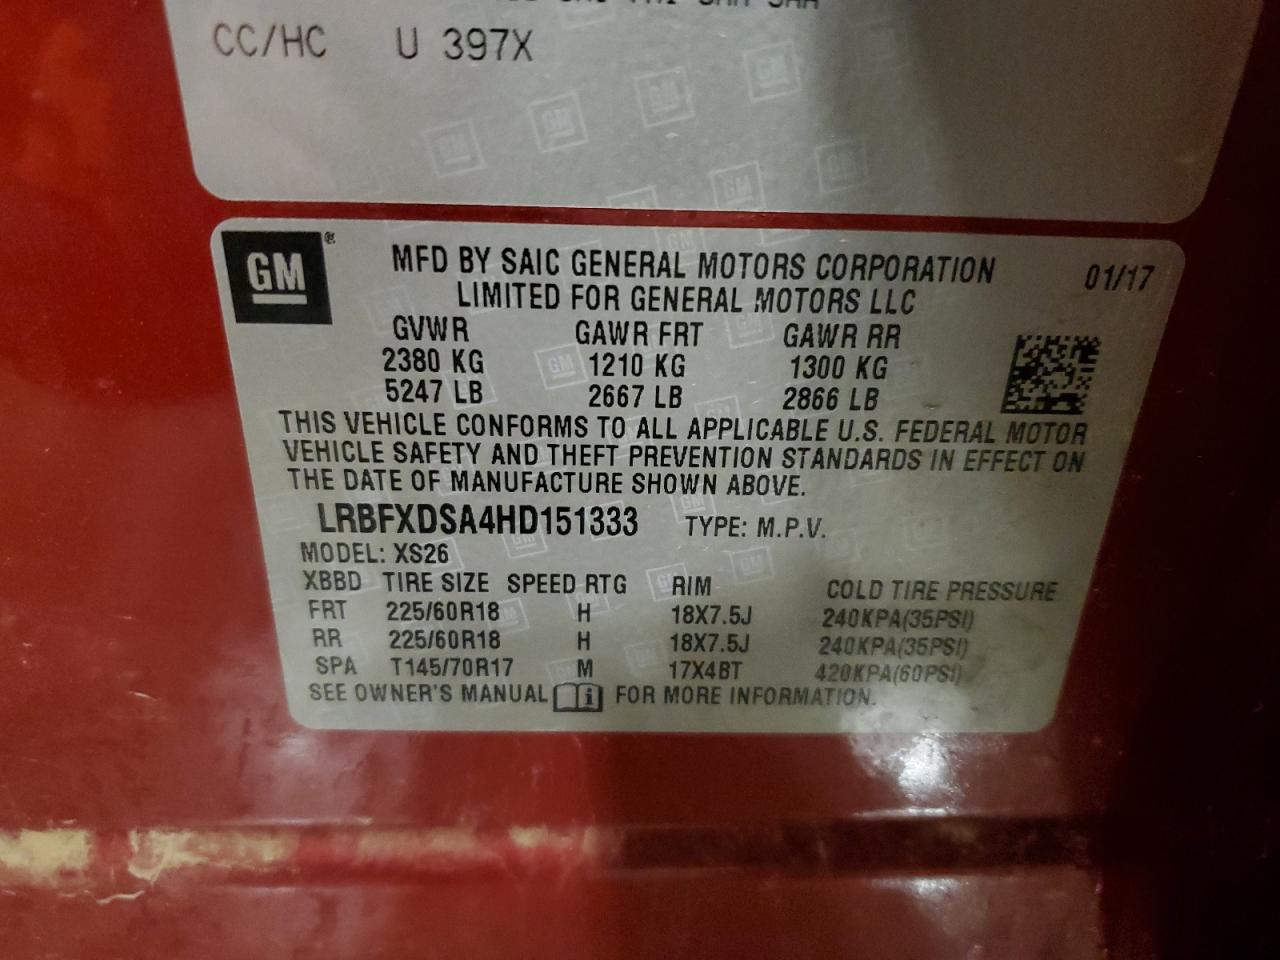 CC/HC U 397X
GM ®
MFD BY SAIC GENERAL MOTORS CORPORATION 01/17
LIMITED FOR GENERAL MOTORS LLC
GVWR GAWR FRT GAWR RR
2380 KG 1210 KG 1300 KG
5247 LB 2667 LB 2866 LB
THIS VEHICLE CONFORMS TO ALL APPLICABLE U.S. FEDERAL MOTOR
VEHICLE SAFETY AND THEFT PREVENTION STANDARDS IN EFFECT ON
THE DATE OF MANUFACTURE SHOWN ABOVE.
LRBFXDSA4HD151333 TYPE: M.P.V.
MODEL: XS26
XBBD TIRE SIZE SPEED RTG RIM COLD TIRE PRESSURE
FRT 225/60R18 H 18X7.5J 240KPA(35PSI)
RR 225/60R18 H 18X7.5J 240KPA(35PSI)
SPA T145/70R17 M 17X4BT 420KPA(60PSI)
SEE OWNER'S MANUAL i FOR MORE INFORMATION.